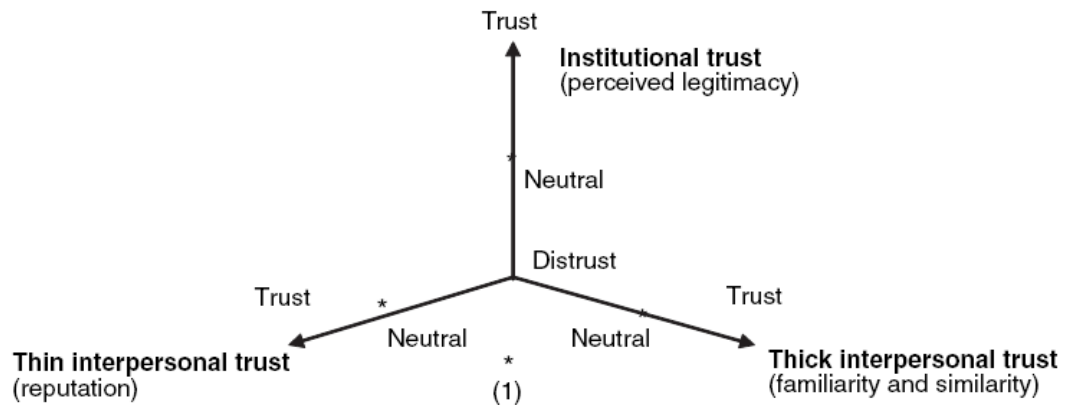 Trust
Institutional trust
(perceived legitimacy)
*
Neutral
Distrust
Trust
*
Neutral
Thin interpersonal trust
(reputation)
*
(1)
Trust
*
Neutral
Thick interpersonal trust
(familiarity and similarity)